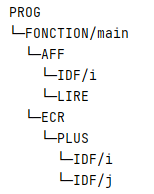 PROG
└─FONCTION/main
  └─AFF
    └─IDF/i
    └─LIRE
  └─ECR
    └─PLUS
      └─IDF/i
      └─IDF/j